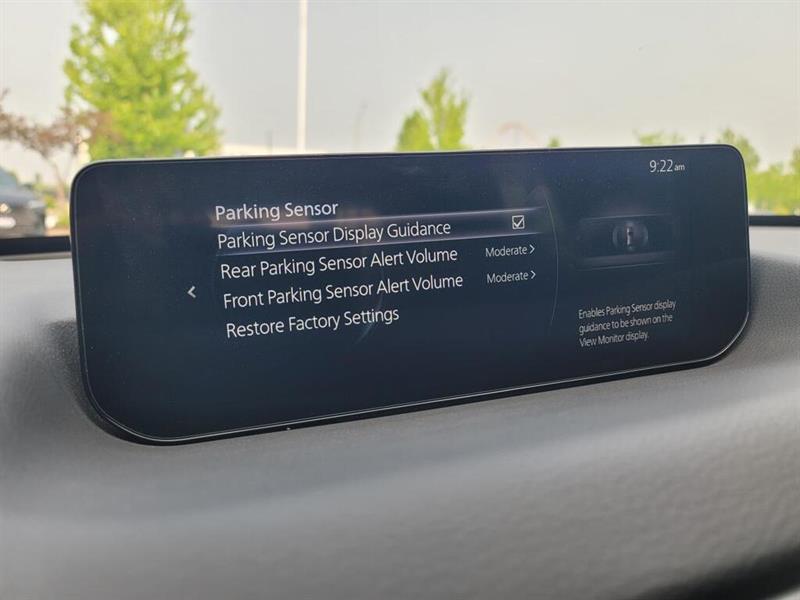 9:22am
Parking Sensor
Parking Sensor Display Guidance
Rear Parking Sensor Alert Volume Moderate >
Front Parking Sensor Alert Volume Moderate >
Restore Factory Settings
Enables Parking Sensor display
guidance to be shown on the
View Monitor display.